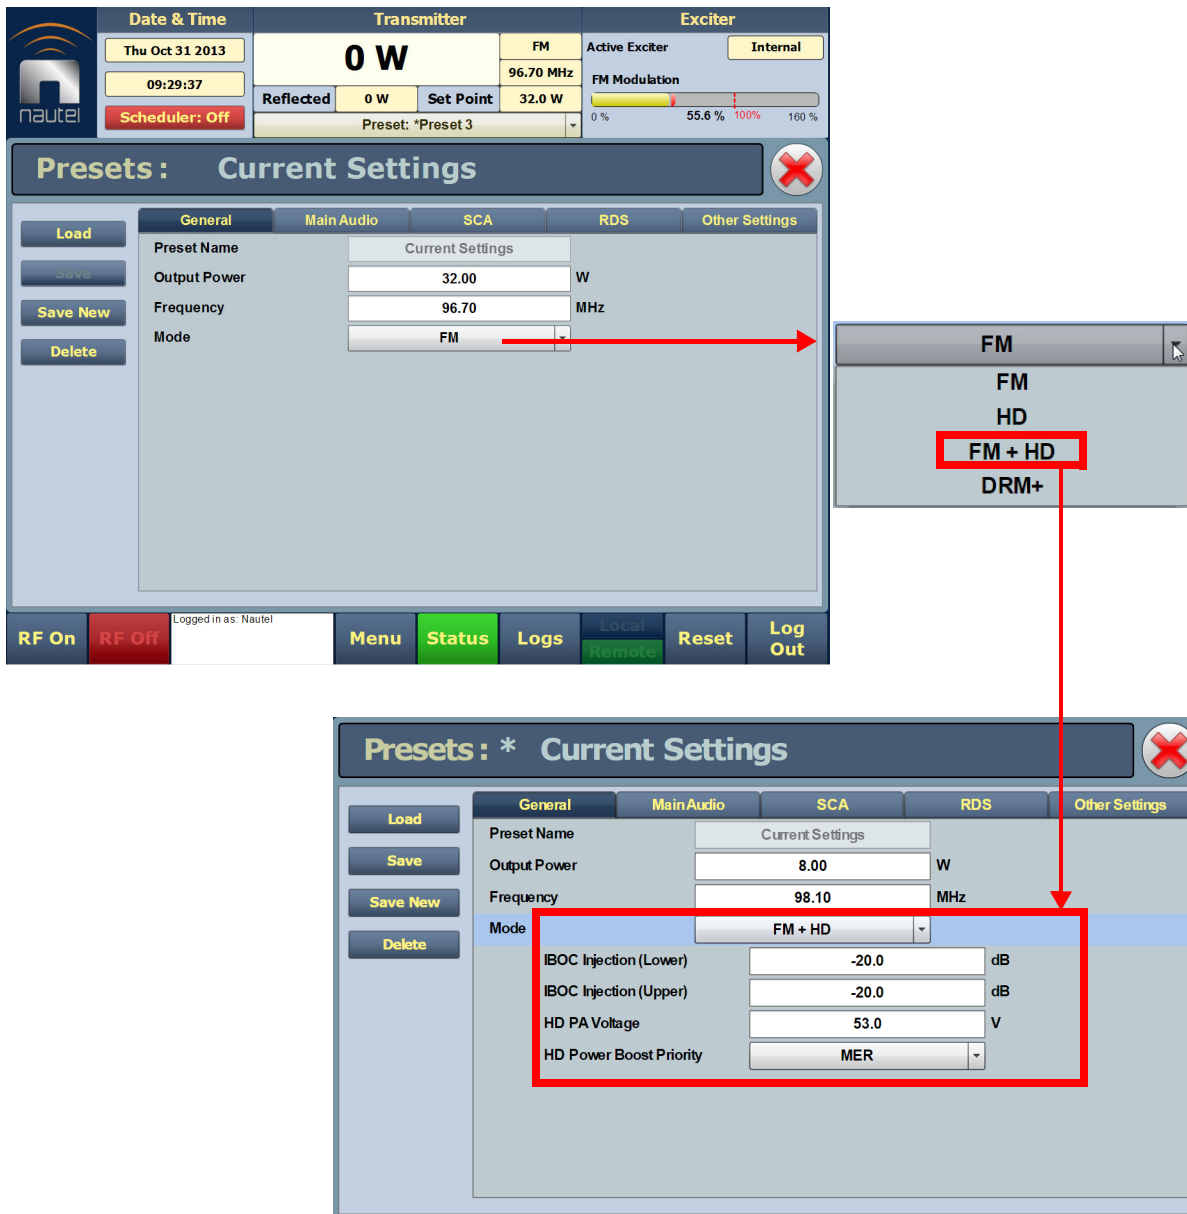 Date & Time Transmitter Exciter
Thu Oct 31 2013
09:29:37
Scheduler: Off
nautel
0 W
FM
96.70 MHz
Reflected 0 W Set Point 32.0 W
Preset: *Preset 3
Active Exciter Internal
FM Modulation
0 % 55.6 % 100% 160 %
Presets: Current Settings
Load
Save
Save New
Delete
General Main Audio SCA RDS Other Settings
Preset Name Current Settings
Output Power 32.00 W
Frequency 96.70 MHz
Mode FM
FM
FM
HD
FM + HD
DRM+
RF On RF Off Logged in as: Nautel Menu Status Logs Local Remote Reset Log Out
Presets: * Current Settings
Load
Save
Save New
Delete
General Main Audio SCA RDS Other Settings
Preset Name Current Settings
Output Power 8.00 W
Frequency 98.10 MHz
Mode FM + HD
IBOC Injection (Lower) -20.0 dB
IBOC Injection (Upper) -20.0 dB
HD PA Voltage 53.0 V
HD Power Boost Priority MER